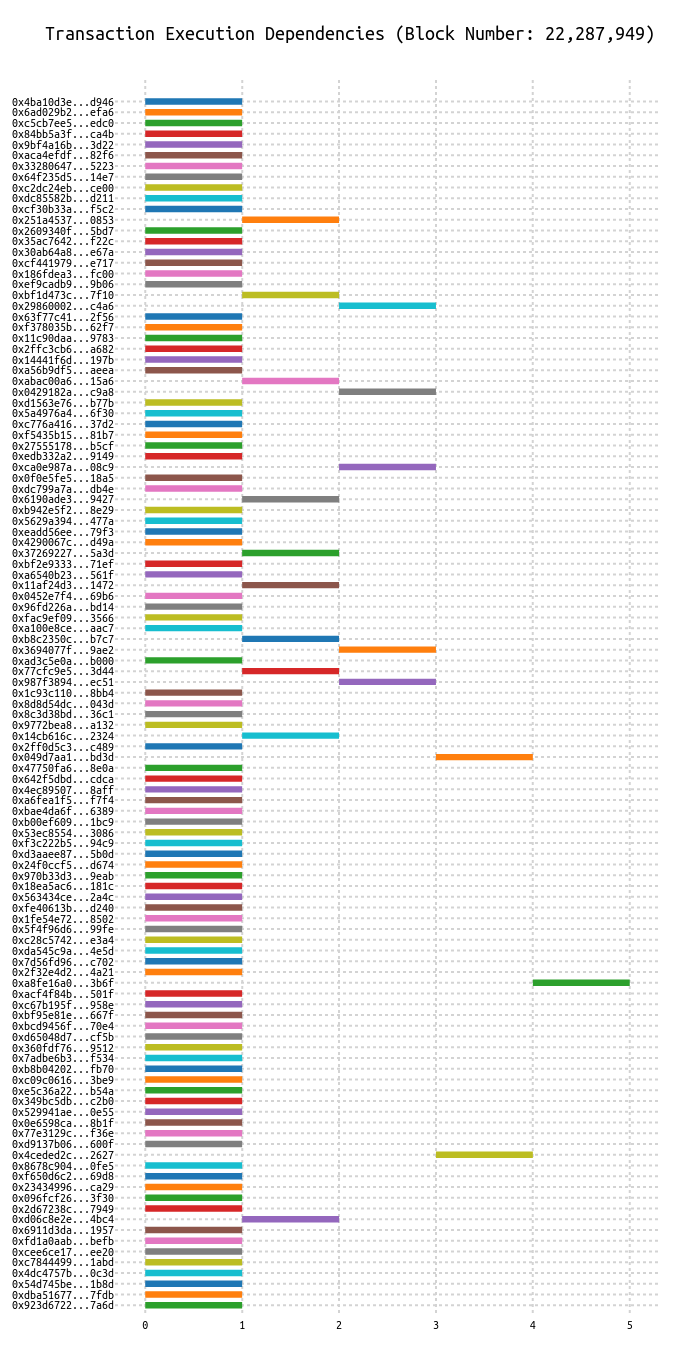 Transaction Execution Dependencies (Block Number: 22,287,949)
0x4ba10d3e...d946
0x6ad029b2...efa6
0xc5cb7ee5...edc0
0x84bb5a3f...ca4b
0x9bf4a16b...3d22
0xaca4efdf...82f6
0x33280647...5223
0x64f235d5...14e7
0xc2dc24eb...ce00
0xdc85582b...d211
0xcf30b33a...f5c2
0x251a4537...0853
0x2609340f...5bd7
0x35ac7642...f22c
0x30ab64a8...e67a
0xcf441979...e717
0x186fdea3...fc00
0xef9cadb9...9b06
0xbf1d473c...7f10
0x29860002...c4a6
0x63f77c41...2f56
0xf378035b...62f7
0x11c90daa...9783
0x2ffc3cb6...a682
0x14441f6d...197b
0xa56b9df5...aeea
0xabac00a6...15a6
0x0429182a...c9a8
0xd1563e76...b77b
0x5a4976a4...6f30
0xc776a416...37d2
0xf5435b15...81b7
0x27555178...b5cf
0xedb332a2...9149
0xca0e987a...08c9
0x0f0e5fe5...18a5
0xdc799a7a...db4e
0x6190ade3...9427
0xb942e5f2...8e29
0x5629a394...477a
0xeadd56ee...79f3
0x4290067c...d49a
0x37269227...5a3d
0xbf2e9333...71ef
0xa6540b23...561f
0x11af24d3...1472
0x0452e7f4...69b6
0x96fd226a...bd14
0xfac9ef09...3566
0xa100e8ce...aac7
0xb8c2350c...b7c7
0x3694077f...9ae2
0xad3c5e0a...b000
0x77cfc9e5...3d44
0x987f3894...ec51
0x1c93c110...8bb4
0x8d8d54dc...043d
0x8c3d38bd...36c1
0x9772bea8...a132
0x14cb616c...2324
0x2ff0d5c3...c489
0x049d7aa1...bd3d
0x47750fa6...8e0a
0x642f5dbd...cdca
0x4ec89507...8aff
0xa6fea1f5...f7f4
0xbae4da6f...6389
0xb00ef609...1bc9
0x53ec8554...3086
0xf3c222b5...94c9
0xd3aaee87...5b0d
0x24f0ccf5...d674
0x970b33d3...9eab
0x18ea5ac6...181c
0x563434ce...2a4c
0xfe40613b...d240
0x1fe54e72...8502
0x5f4f96d6...99fe
0xc28c5742...e3a4
0xda545c9a...4e5d
0x7d56fd96...c702
0x2f32e4d2...4a21
0xa8fe16a0...3b6f
0xacf4f84b...501f
0xc67b195f...958e
0xbf95e81e...667f
0xbcd9456f...70e4
0xd65048d7...cf5b
0x360fdf76...9512
0x7adbe6b3...f534
0xb8b04202...fb70
0xc09c0616...3be9
0xe5c36a22...b54a
0x349bc5db...c2b0
0x529941ae...0e55
0x0e6598ca...8b1f
0x77e3129c...f36e
0xd9137b06...600f
0x4ceded2c...2627
0x8678c904...0fe5
0xf650d6c2...69d8
0x23434996...ca29
0x096fcf26...3f30
0x2d67238c...7949
0xd06c8e2e...4bc4
0x6911d3da...1957
0xfd1a0aab...befb
0xcee6ce17...ee20
0xc7844499...1abd
0x4dc4757b...0c3d
0x54d745be...1b8d
0xdba51677...7fdb
0x923d6722...7a6d
0 1 2 3 4 5